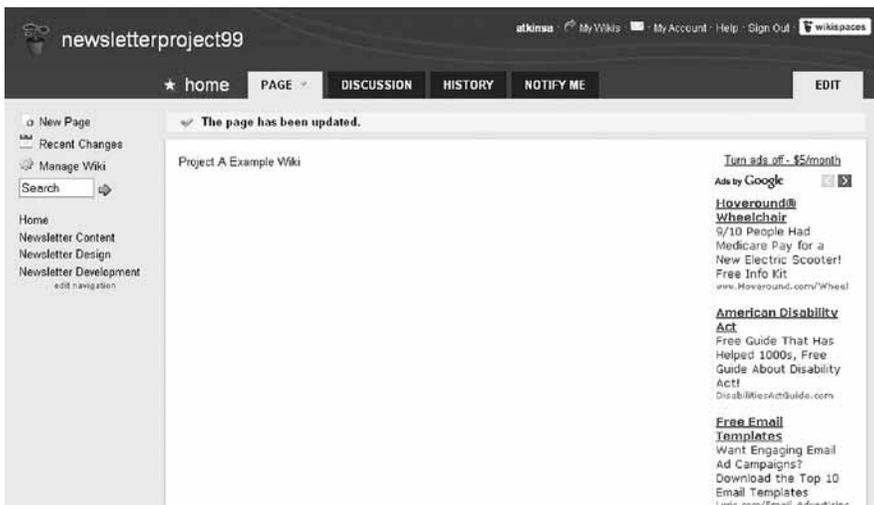 newsletterproject99
atkinsa · My Wikis · My Account · Help · Sign Out · wikispaces
★ home PAGE DISCUSSION HISTORY NOTIFY ME EDIT
New Page
Recent Changes
Manage Wiki
Search
Home
Newsletter Content
Newsletter Design
Newsletter Development
edit navigation
The page has been updated.
Project A Example Wiki
Turn ads off - $5/month
Ads by Google
Hoveround®
Wheelchair
9/10 People Had
Medicare Pay for a
New Electric Scooter!
Free Info Kit
www.Hoveround.com/Wheel
American Disability
Act
Free Guide That Has
Helped 1000s, Free
Guide About Disability
Act!
DisabilitiesActGuide.com
Free Email
Templates
Want Engaging Email
Ad Campaigns?
Download the Top 10
Email Templates